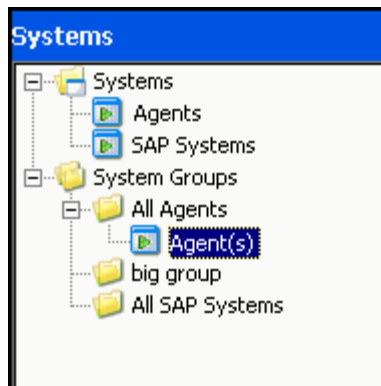 Systems
Systems
Agents
SAP Systems
System Groups
All Agents
Agent(s)
big group
All SAP Systems